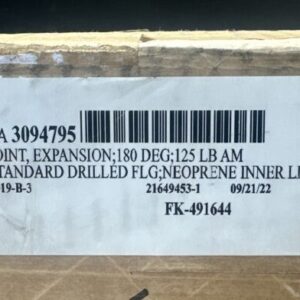 A 3094795
OINT, EXPANSION;180 DEG;125 LB AM
TANDARD DRILLED FLG;NEOPRENE INNER LI
19-B-3 21649453-1 09/21/22
FK-491644